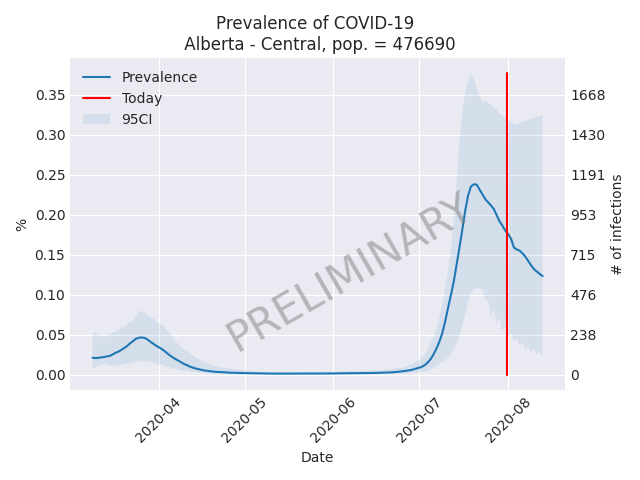 Prevalence of COVID-19
Alberta - Central, pop. = 476690
Prevalence
Today
95CI
0.35
0.30
0.25
0.20
0.15
0.10
0.05
0.00
%
1668
1430
1191
953
715
476
238
0
# of infections
PRELIMINARY
2020-04
2020-05
2020-06
2020-07
2020-08
Date